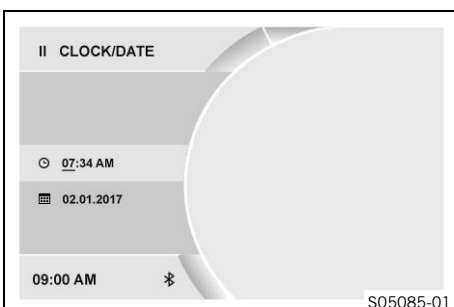 II CLOCK/DATE
07:34 AM
02.01.2017
09:00 AM
S05085-01